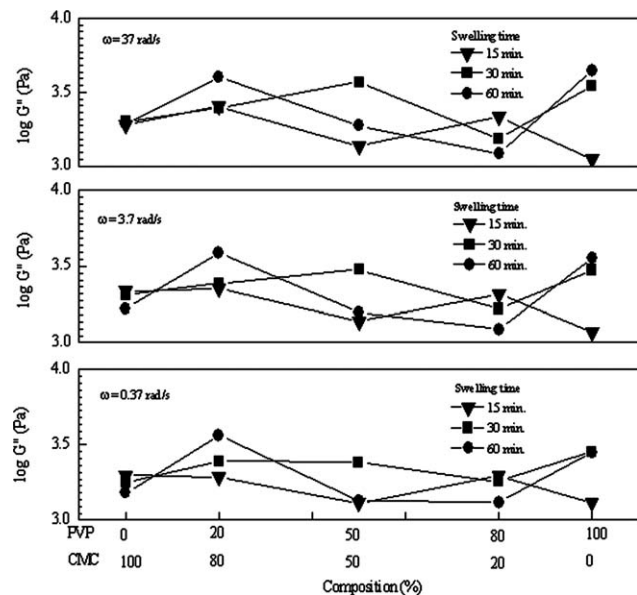 4.0
ω = 37 rad/s
Swelling time
15 min.
30 min.
60 min.
3.5
log G" (Pa)
3.0
4.0
Swelling time
ω = 3.7 rad/s
15 min.
30 min.
60 min.
3.5
log G" (Pa)
3.0
4.0
Swelling time
ω = 0.37 rad/s
15 min.
30 min.
60 min.
3.5
log G" (Pa)
3.0
PVP 0 20 50 80 100
CMC 100 80 50 20 0
Composition (%)